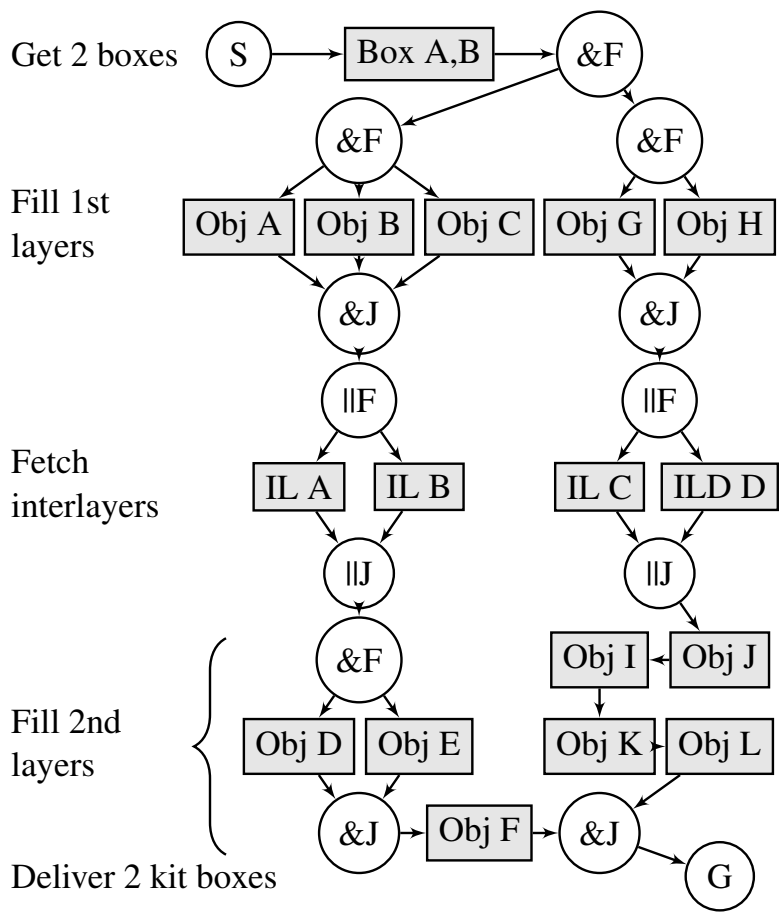 Get 2 boxes S Box A,B &F
&F &F
Fill 1st
layers
Obj A Obj B Obj C Obj G Obj H
&J &J
||F ||F
Fetch
interlayers
IL A IL B IL C ILD D
||J ||J
&F Obj I Obj J
Fill 2nd
layers
Obj D Obj E Obj K Obj L
&J Obj F &J
Deliver 2 kit boxes G